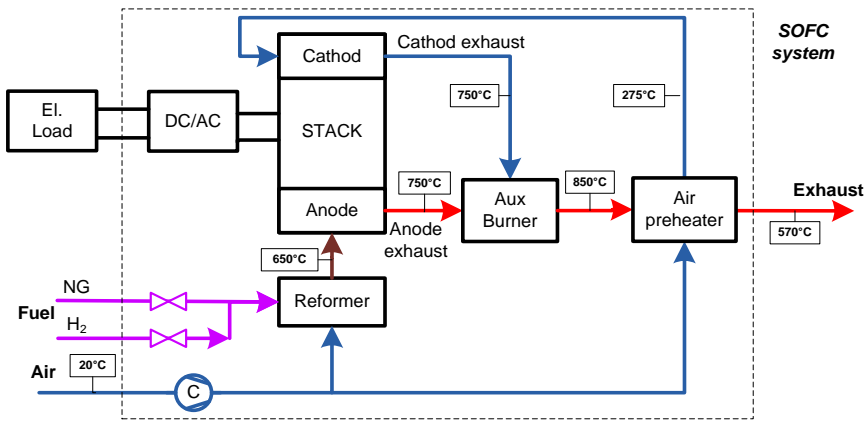 SOFC
system
Cathod
Cathod exhaust
750°C
275°C
El.
Load
DC/AC
STACK
750°C
850°C
Anode
Aux
Burner
Air
preheater
Exhaust
570°C
Anode
exhaust
650°C
NG
Fuel
H₂
Reformer
Air
20°C
C